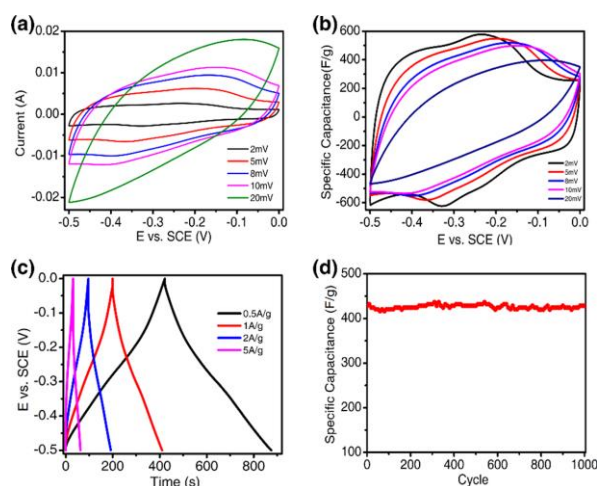 (a)
0.02
0.01
0.00
-0.01
-0.02
Current (A)
2mV
5mV
8mV
10mV
20mV
-0.5 -0.4 -0.3 -0.2 -0.1 0.0
E vs. SCE (V)
(b)
600
400
200
0
-200
-400
-600
Specific Capacitance(F/g)
2mV
5mV
8mV
10mV
20mV
-0.5 -0.4 -0.3 -0.2 -0.1 0.0
E vs. SCE (V)
(c)
0.0
-0.1
-0.2
-0.3
-0.4
-0.5
E vs. SCE (V)
0.5A/g
1A/g
2A/g
5A/g
0 200 400 600 800
Time (s)
(d)
500
400
300
200
100
Specific Capacitance (F/g)
0 200 400 600 800 1000
Cycle